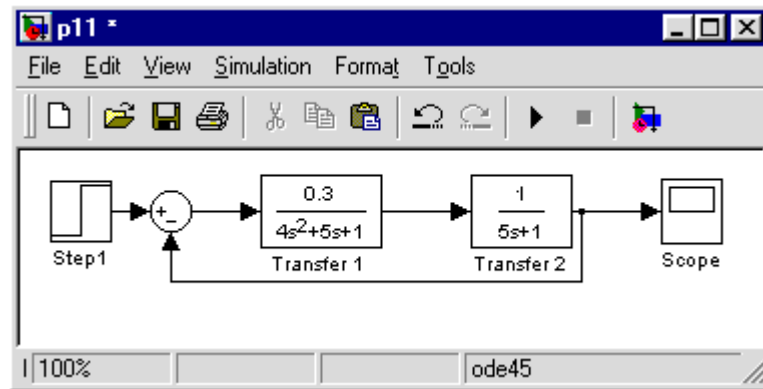 p11 *
File Edit View Simulation Format Tools
+
-
0.3
4s²+5s+1
1
5s+1
Step1
Transfer 1
Transfer 2
Scope
100%
ode45